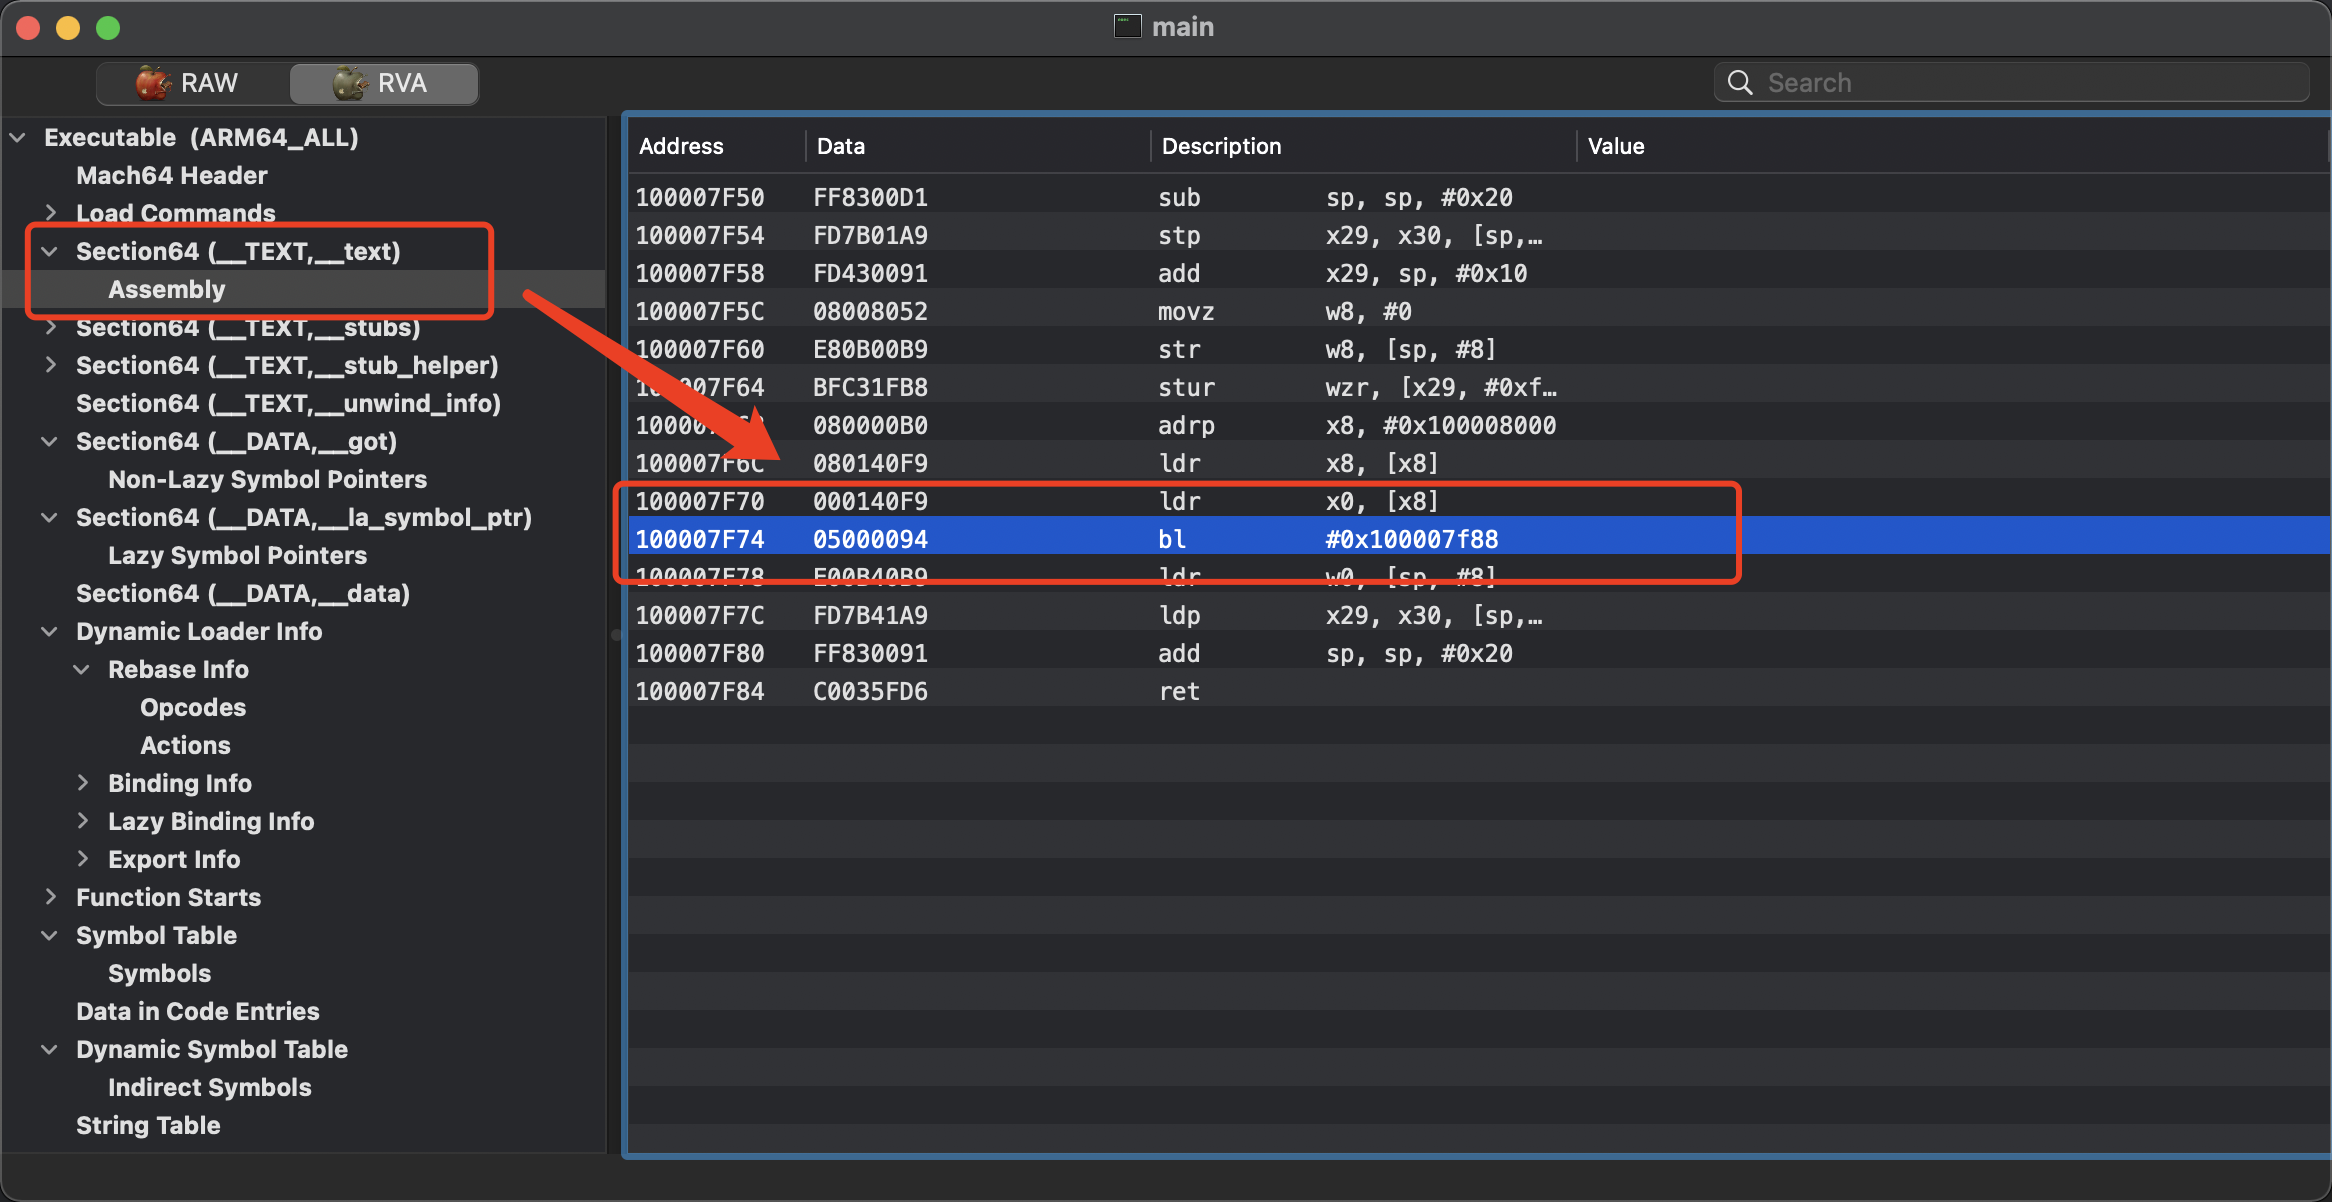 main
RAW
RVA
Search
Executable (ARM64_ALL)
Mach64 Header
Load Commands
Section64 (__TEXT,__text)
Assembly
Section64 (__TEXT,__stubs)
Section64 (__TEXT,__stub_helper)
Section64 (__TEXT,__unwind_info)
Section64 (__DATA,__got)
Non-Lazy Symbol Pointers
Section64 (__DATA,__la_symbol_ptr)
Lazy Symbol Pointers
Section64 (__DATA,__data)
Dynamic Loader Info
Rebase Info
Opcodes
Actions
Binding Info
Lazy Binding Info
Export Info
Function Starts
Symbol Table
Symbols
Data in Code Entries
Dynamic Symbol Table
Indirect Symbols
String Table
Address Data Description Value
100007F50 FF8300D1 sub sp, sp, #0x20
100007F54 FD7B01A9 stp x29, x30, [sp,…
100007F58 FD430091 add x29, sp, #0x10
100007F5C 08008052 movz w8, #0
100007F60 E80B00B9 str w8, [sp, #8]
100007F64 BFC31FB8 stur wzr, [x29, #0xf…
080000B0 adrp x8, #0x100008000
100007F6C 080140F9 ldr x8, [x8]
100007F70 000140F9 ldr x0, [x8]
100007F74 05000094 bl #0x100007f88
100007F78 E00B40B9 ldr w0, [sp, #8]
100007F7C FD7B41A9 ldp x29, x30, [sp,…
100007F80 FF830091 add sp, sp, #0x20
100007F84 C0035FD6 ret